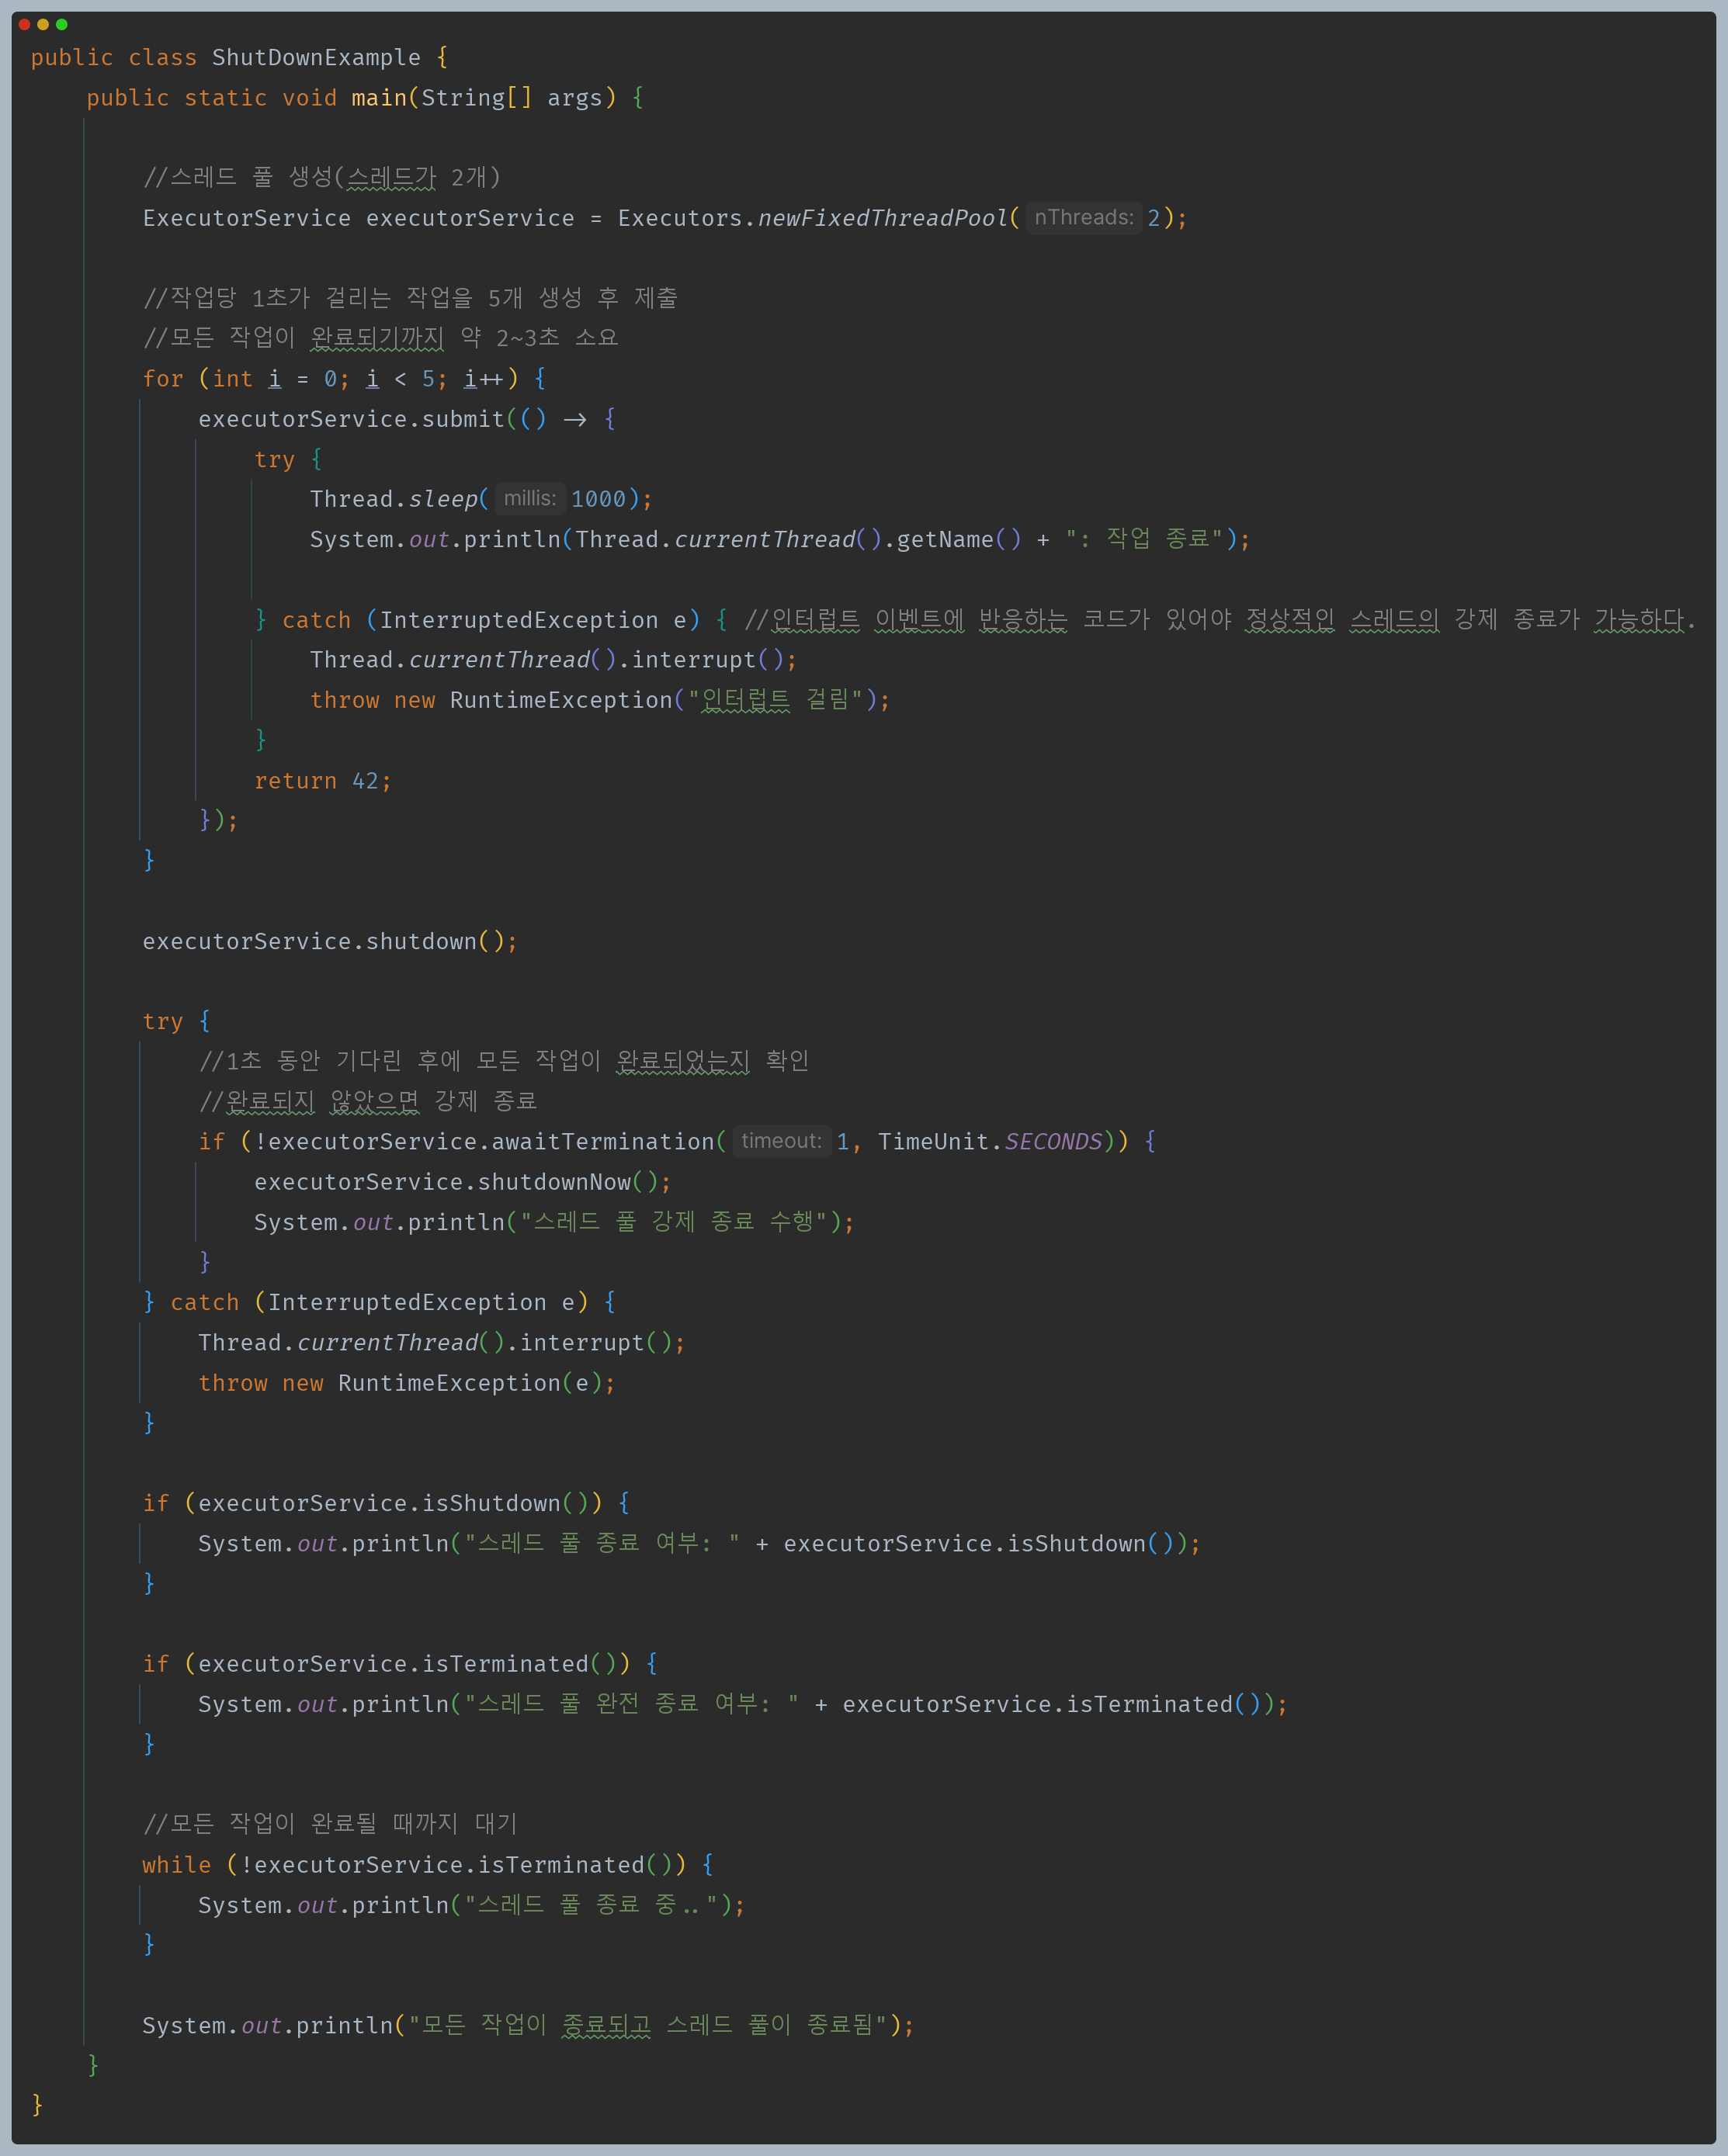 public class ShutDownExample {
public static void main(String[] args) {
//스레드 풀 생성(스레드가 2개)
ExecutorService executorService = Executors.newFixedThreadPool( nThreads: 2);
//작업당 1초가 걸리는 작업을 5개 생성 후 제출
//모든 작업이 완료되기까지 약 2~3초 소요
for (int i = 0; i < 5; i++) {
executorService.submit(() -> {
try {
Thread.sleep( millis: 1000);
System.out.println(Thread.currentThread().getName() + ": 작업 종료");
} catch (InterruptedException e) { //인터럽트 이벤트에 반응하는 코드가 있어야 정상적인 스레드의 강제 종료가 가능하다.
Thread.currentThread().interrupt();
throw new RuntimeException("인터럽트 걸림");
}
return 42;
});
}
executorService.shutdown();
try {
//1초 동안 기다린 후에 모든 작업이 완료되었는지 확인
//완료되지 않았으면 강제 종료
if (!executorService.awaitTermination( timeout: 1, TimeUnit.SECONDS)) {
executorService.shutdownNow();
System.out.println("스레드 풀 강제 종료 수행");
}
} catch (InterruptedException e) {
Thread.currentThread().interrupt();
throw new RuntimeException(e);
}
if (executorService.isShutdown()) {
System.out.println("스레드 풀 종료 여부: " + executorService.isShutdown());
}
if (executorService.isTerminated()) {
System.out.println("스레드 풀 완전 종료 여부: " + executorService.isTerminated());
}
//모든 작업이 완료될 때까지 대기
while (!executorService.isTerminated()) {
System.out.println("스레드 풀 종료 중..");
}
System.out.println("모든 작업이 종료되고 스레드 풀이 종료됨");
}
}